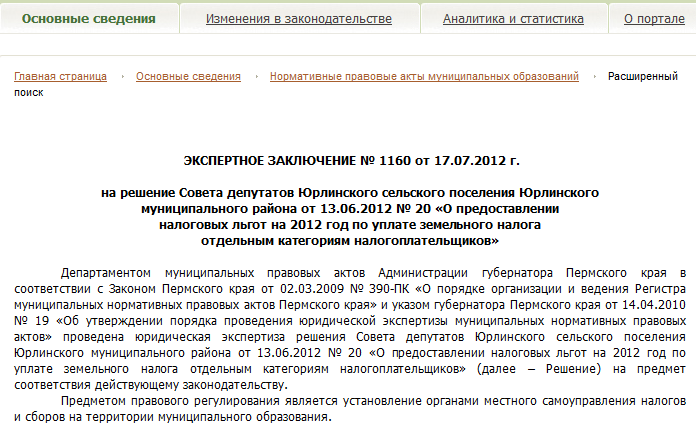 Основные сведения Изменения в законодательстве Аналитика и статистика О портале
Главная страница › Основные сведения › Нормативные правовые акты муниципальных образований › Расширенный
поиск
ЭКСПЕРТНОЕ ЗАКЛЮЧЕНИЕ № 1160 от 17.07.2012 г.
на решение Совета депутатов Юрлинского сельского поселения Юрлинского
муниципального района от 13.06.2012 № 20 «О предоставлении
налоговых льгот на 2012 год по уплате земельного налога
отдельным категориям налогоплательщиков»
Департаментом муниципальных правовых актов Администрации губернатора Пермского края в
соответствии с Законом Пермского края от 02.03.2009 № 390-ПК «О порядке организации и ведения Регистра
муниципальных нормативных правовых актов Пермского края» и указом губернатора Пермского края от 14.04.2010
№ 19 «Об утверждении порядка проведения юридической экспертизы муниципальных нормативных правовых
актов» проведена юридическая экспертиза решения Совета депутатов Юрлинского сельского поселения
Юрлинского муниципального района от 13.06.2012 № 20 «О предоставлении налоговых льгот на 2012 год по
уплате земельного налога отдельным категориям налогоплательщиков» (далее – Решение) на предмет
соответствия действующему законодательству.
Предметом правового регулирования является установление органами местного самоуправления налогов
и сборов на территории муниципального образования.